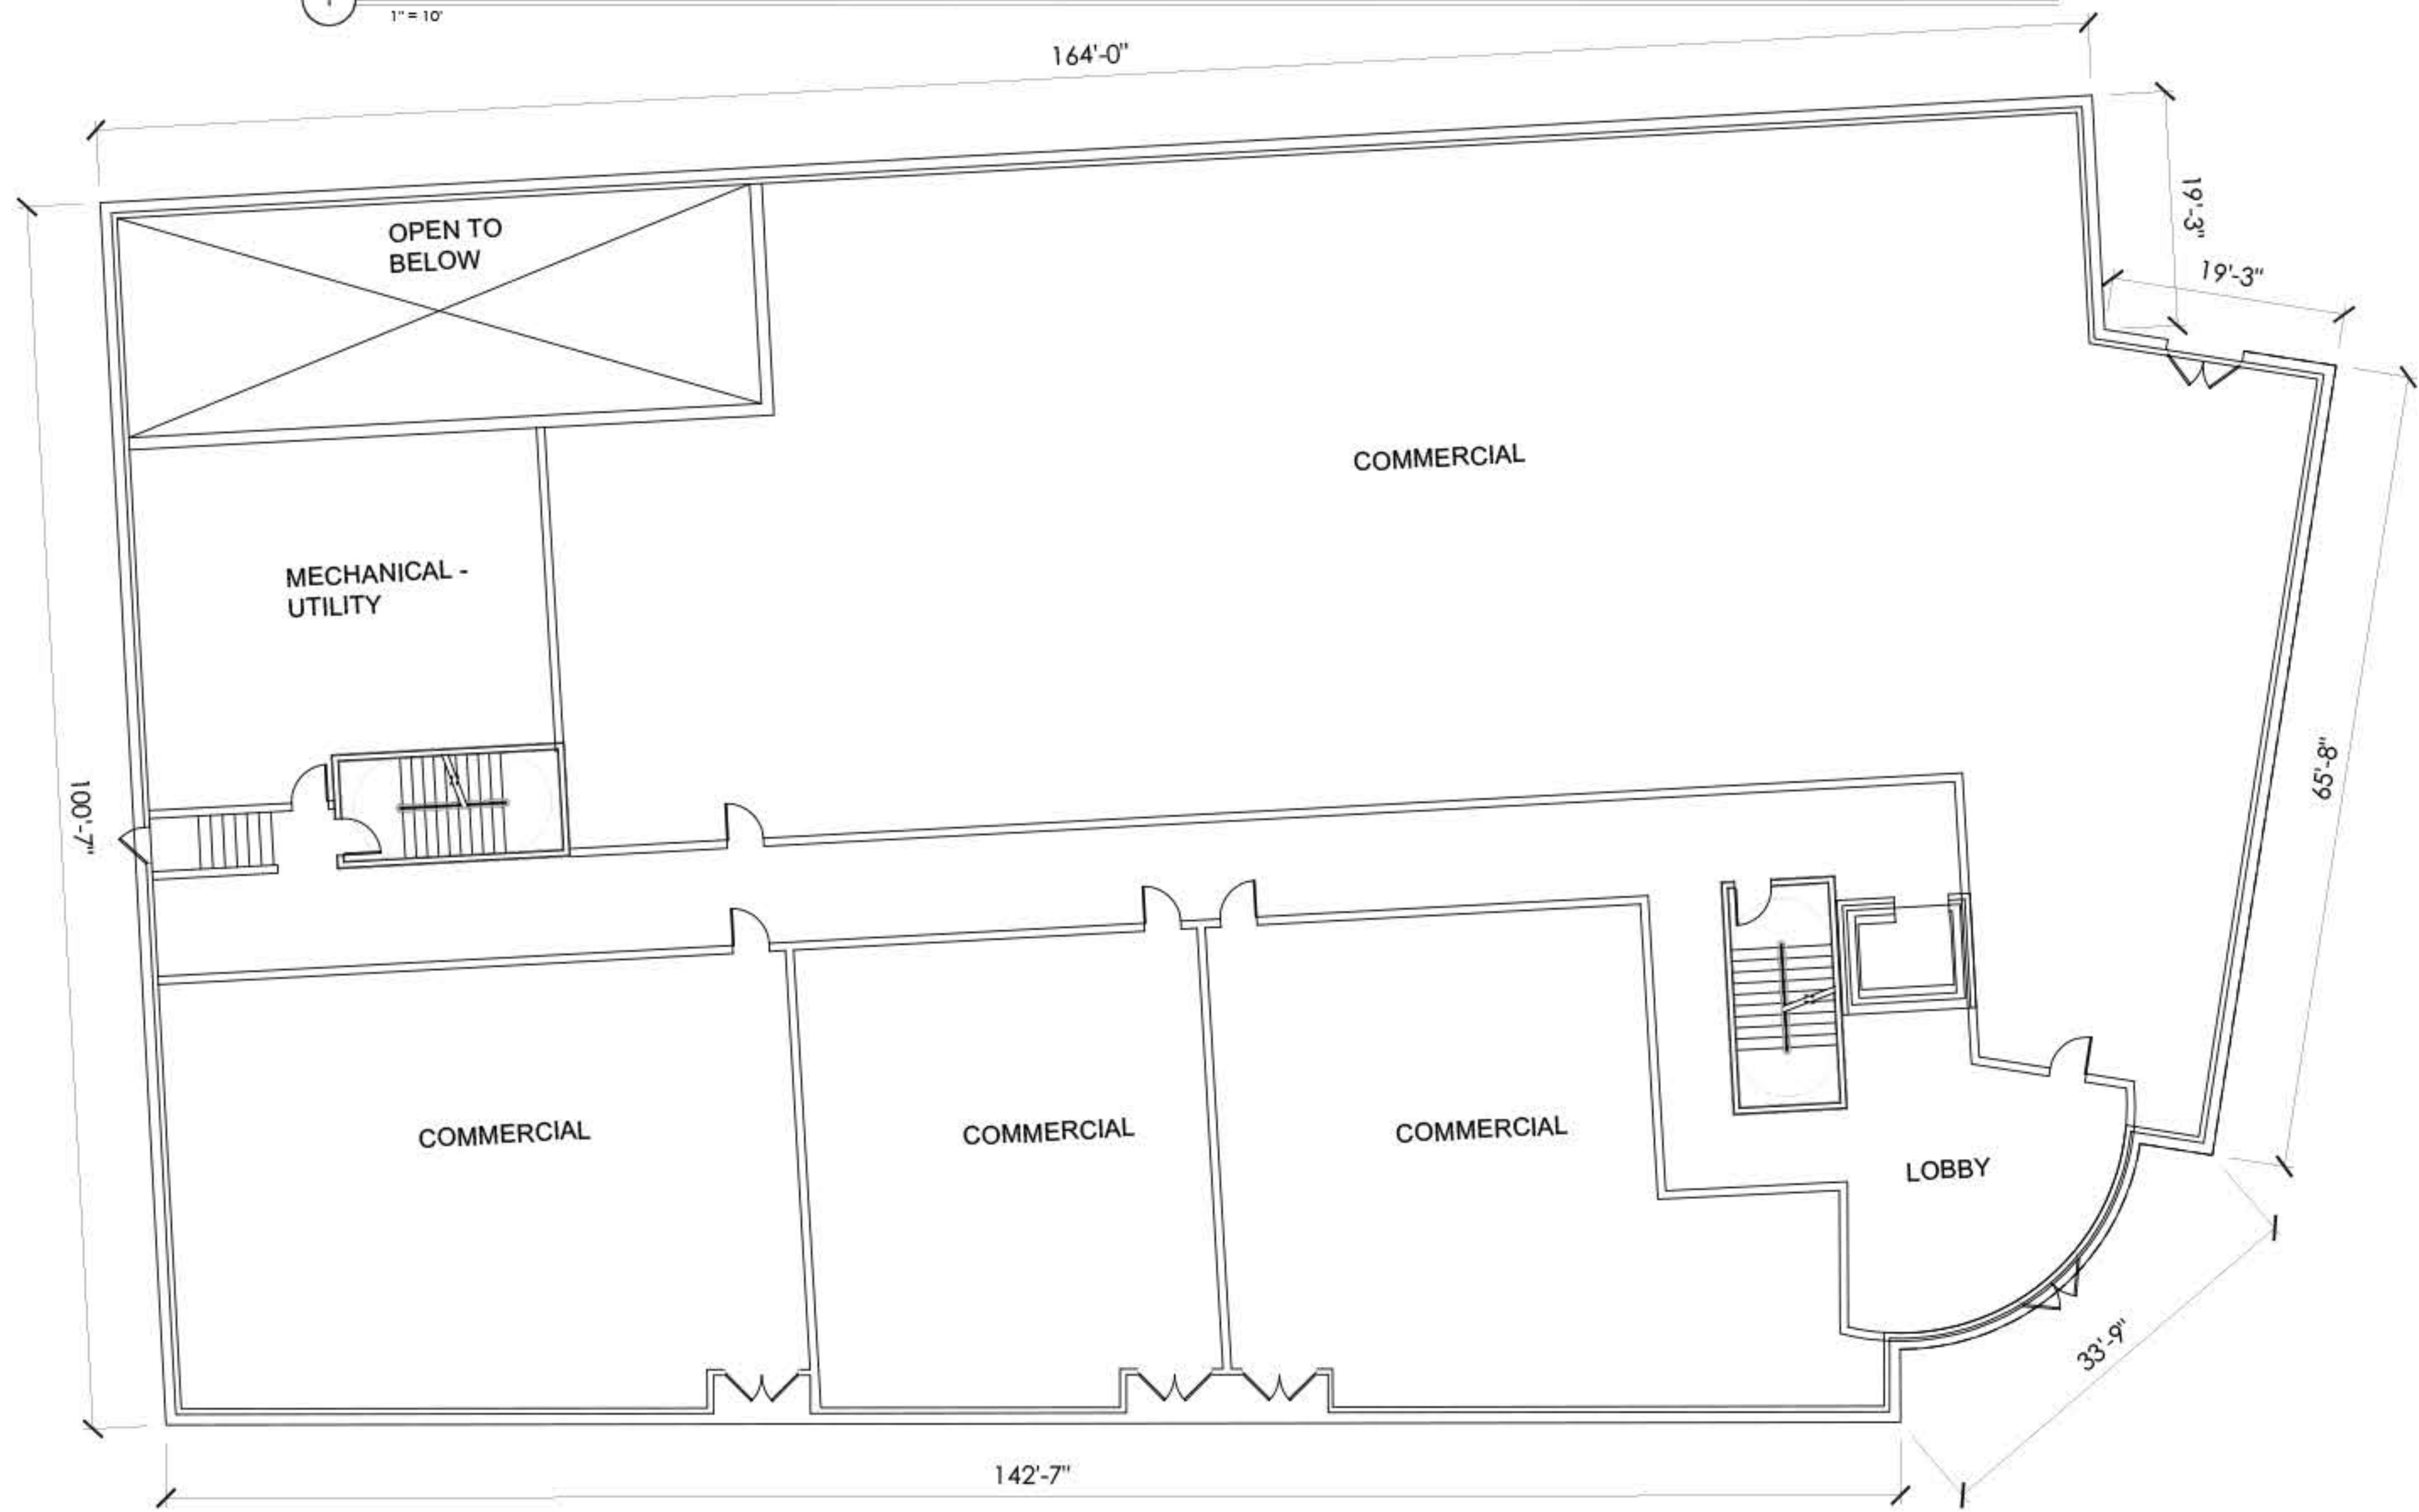 1" = 10'
164'-0"
19'-3"
19'-3"
OPEN TO
BELOW
COMMERCIAL
MECHANICAL -
UTILITY
100'-7"
65'-8"
COMMERCIAL
COMMERCIAL
COMMERCIAL
LOBBY
33'-9"
142'-7"